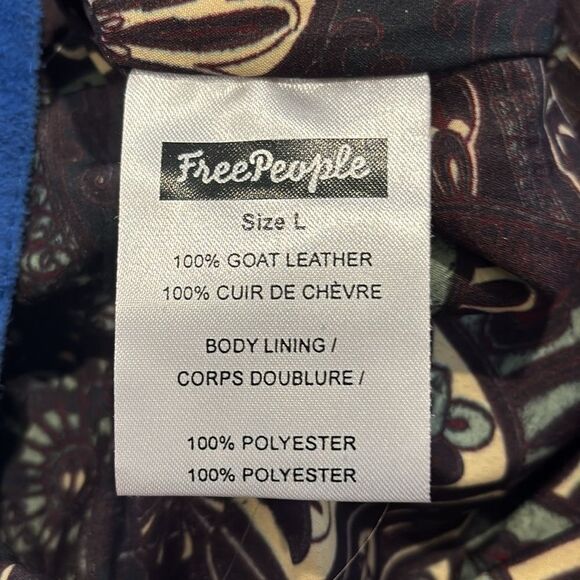 FreePeople
Size L
100% GOAT LEATHER
100% CUIR DE CHÈVRE
BODY LINING /
CORPS DOUBLURE /
100% POLYESTER
100% POLYESTER